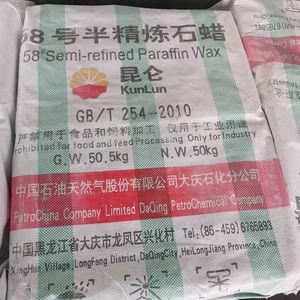 58号半精炼石蜡
58#Semi-refined Paraffin Wax
昆仑
KunLun
GB/T 254-2010
严禁用于食品和饲料加工 仅用于工业用途
Prohibited for food and feed Processing Only for Industry
G.W.50.5kg N.W.50kg
中国石油天然气股份有限公司大庆石化分公司
PetroChina Company Limited DaQing PetroChemical Company
中国黑龙江省大庆市龙凤区兴化村 Tel:(86-459)6765893
XingHua Village,LongFeng District,DaQingCity,HeiLongJiang Province,China